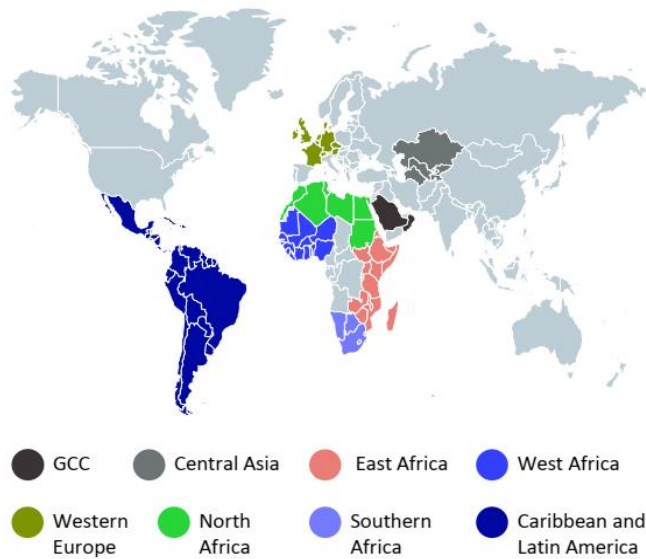 GCC
Central Asia
East Africa
West Africa
Western
Europe
North
Africa
Southern
Africa
Caribbean and
Latin America